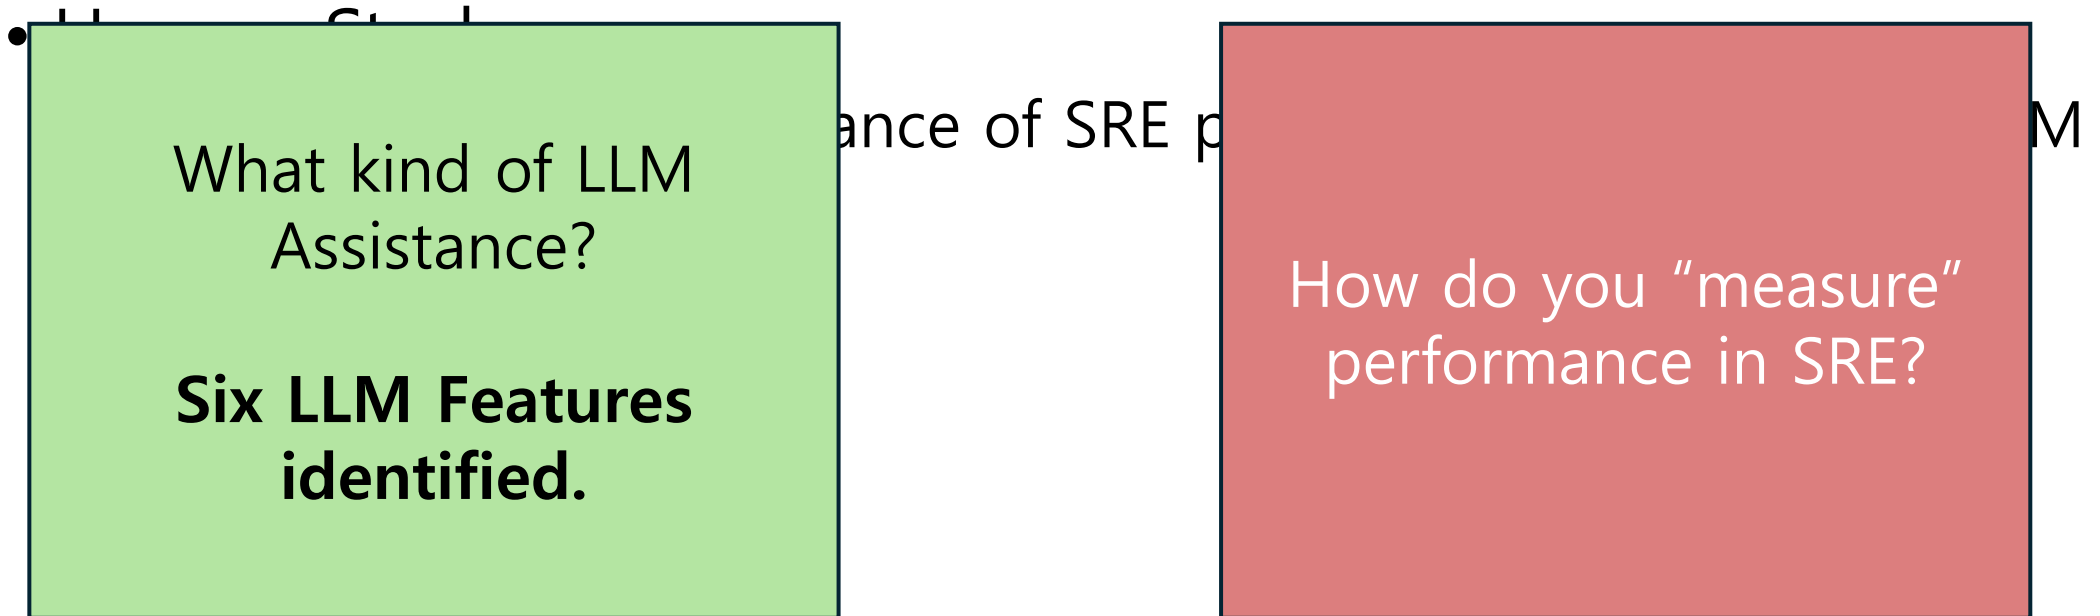 ance of SRE
What kind of LLM
Assistance?
Six LLM Features
identified.
How do you “measure”
performance in SRE?